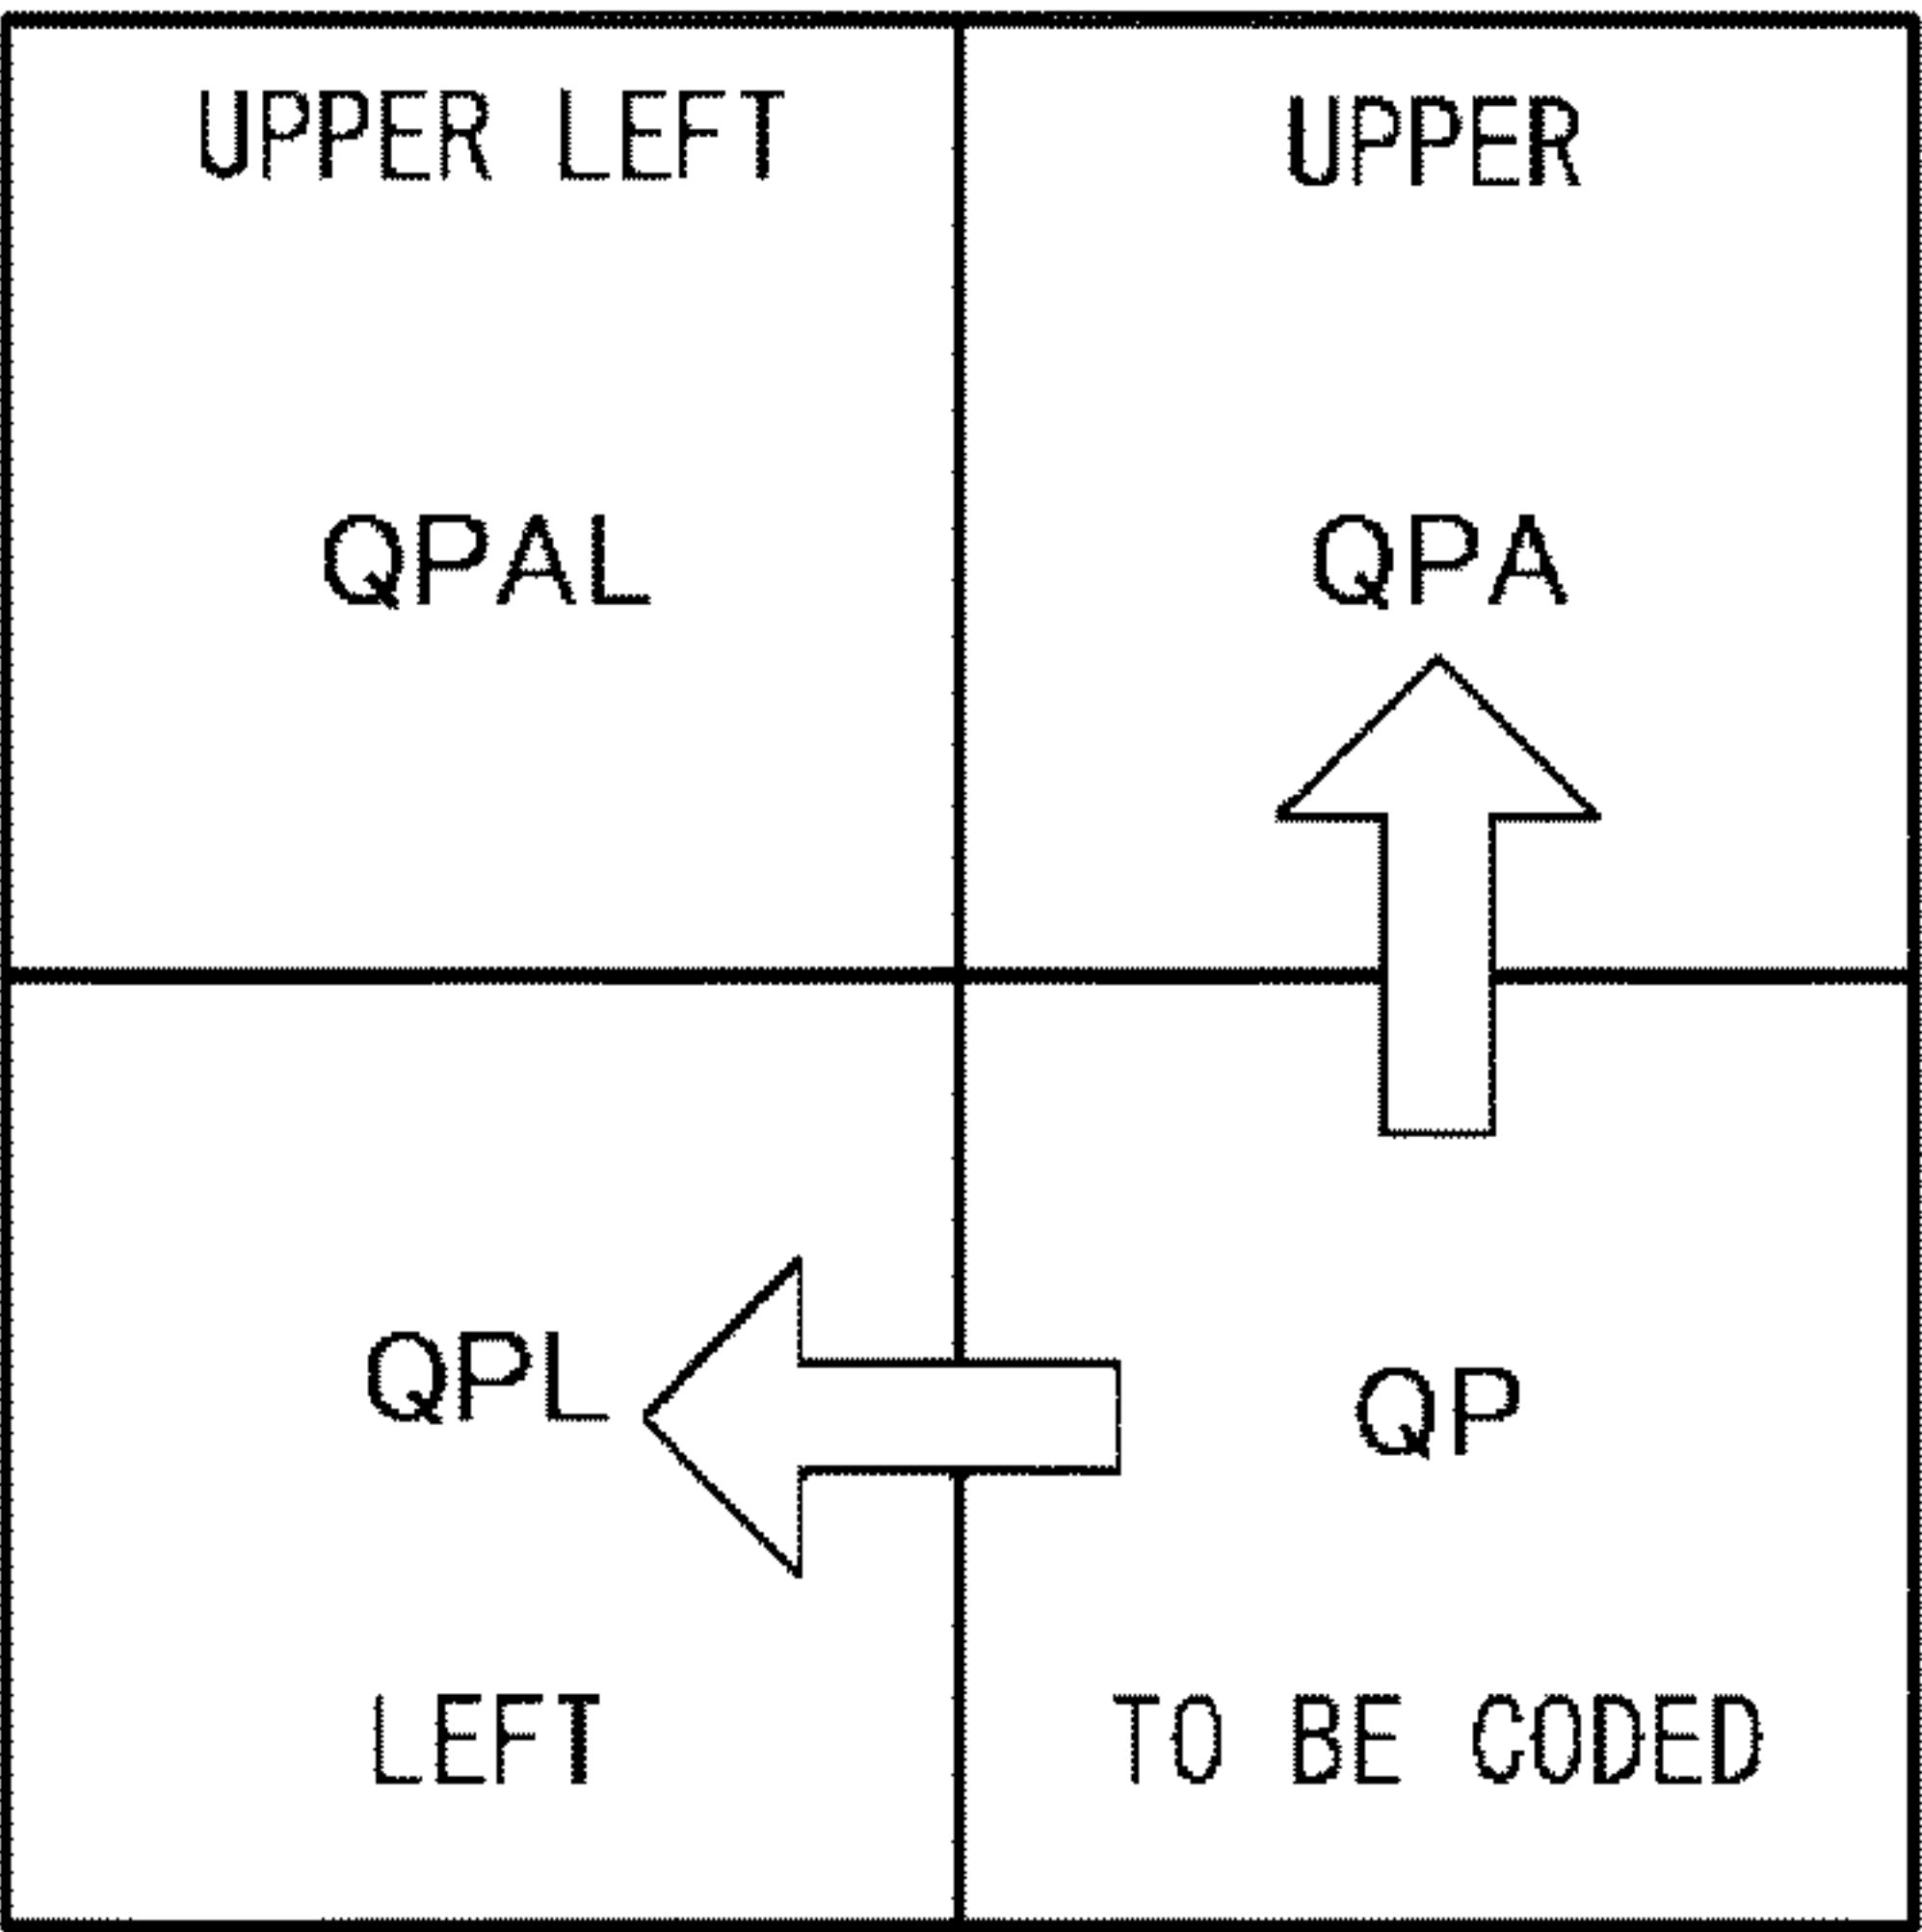 UPPER LEFT
UPPER
QPAL
QPA
QPL
QP
LEFT
TO BE CODED